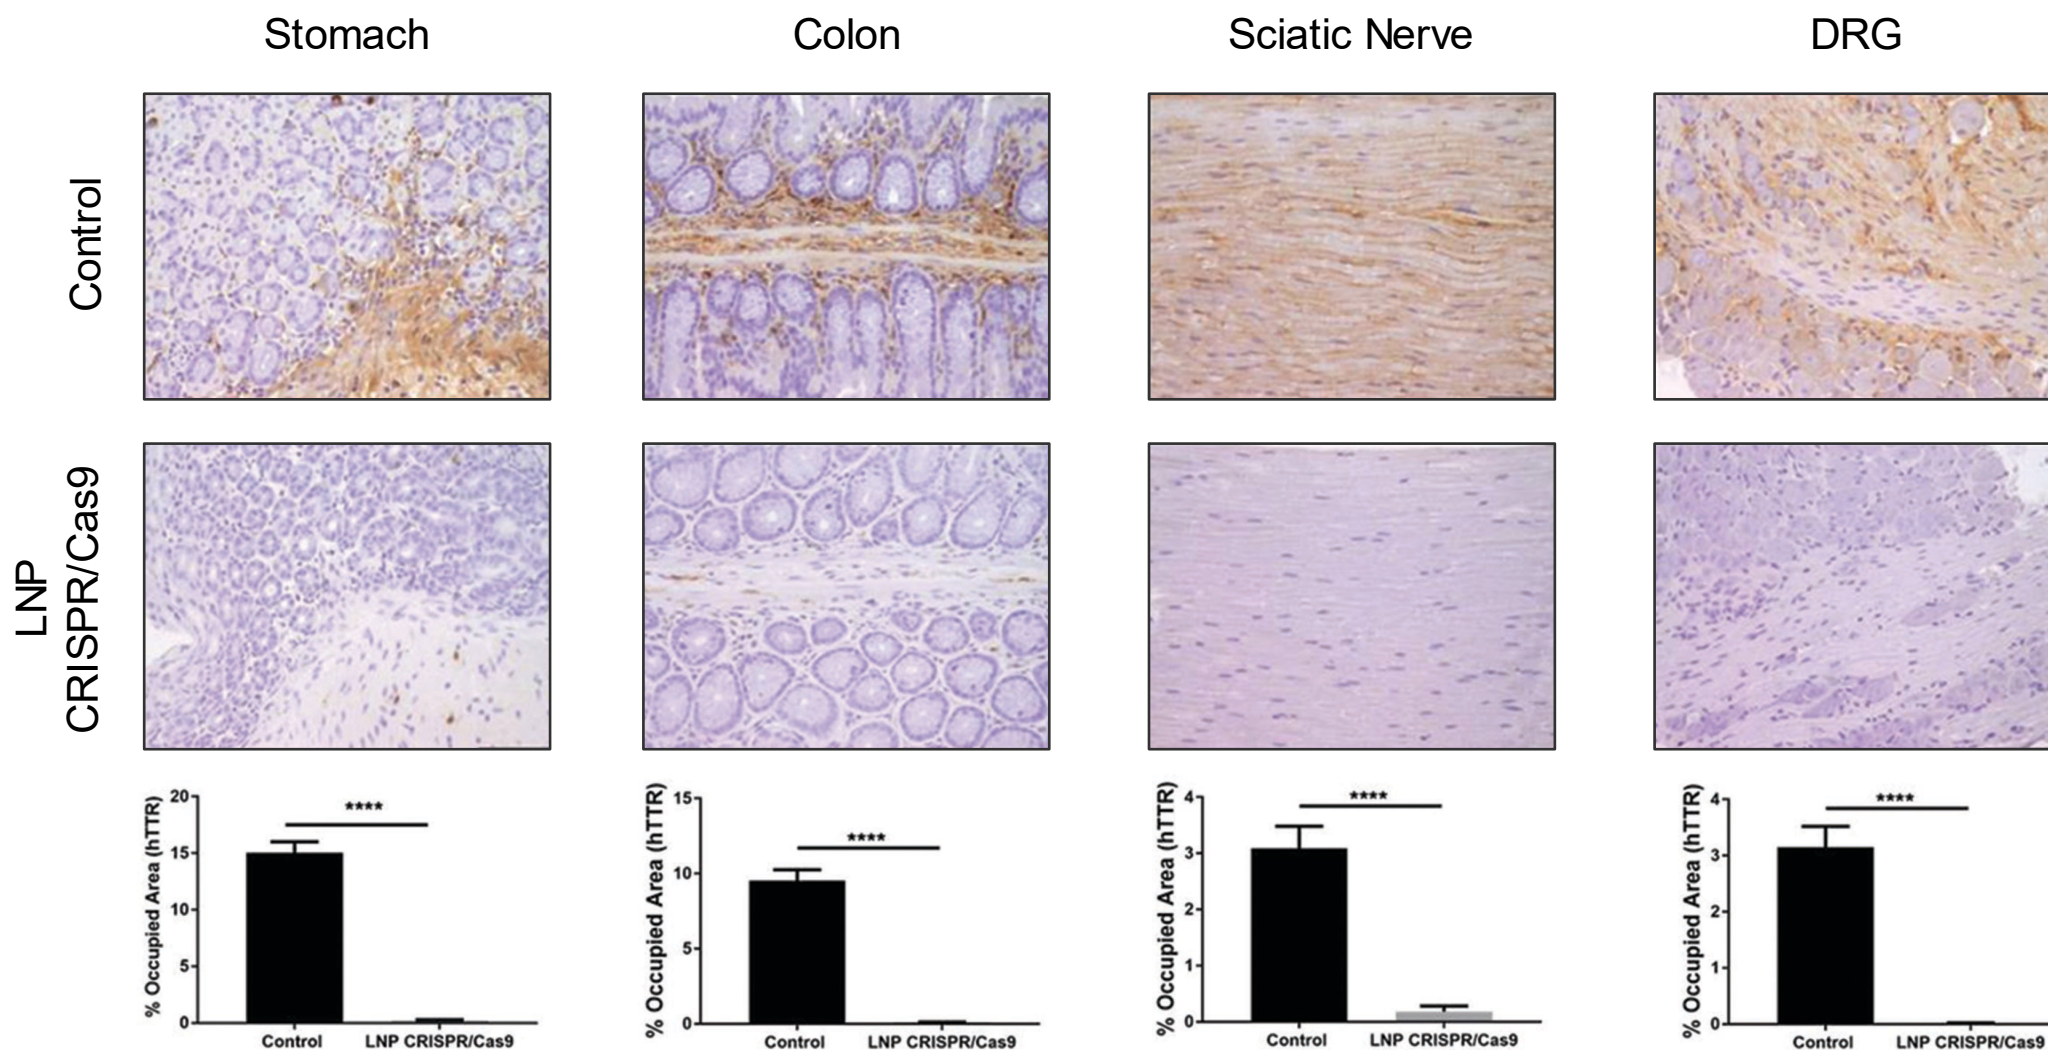 Stomach
Colon
Sciatic Nerve
DRG
Control
LNP
CRISPR/Cas9
% Occupied Area (hTTR)
20
15
10
5
0
****
Control
LNP CRISPR/Cas9
% Occupied Area (hTTR)
15
10
5
0
****
Control
LNP CRISPR/Cas9
% Occupied Area (hTTR)
4
3
2
1
0
****
Control
LNP CRISPR/Cas9
% Occupied Area (hTTR)
4
3
2
1
0
****
Control
LNP CRISPR/Cas9